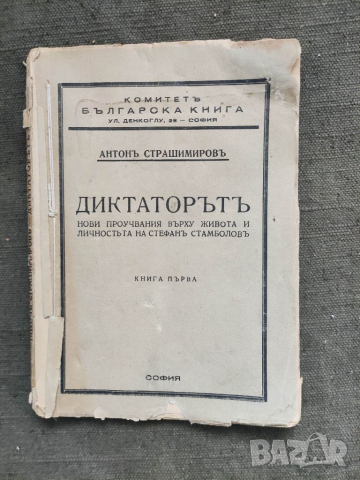 КОМИТЕТЪ
БЪЛГАРСКА КНИГА
УЛ. ДЕНКОГЛУ, 28 — СОФИЯ
АНТОНЪ СТРАШИМИРОВЪ
ДИКТАТОРЪТЪ
НОВИ ПРОУЧВАНИЯ ВЪРХУ ЖИВОТА И
ЛИЧНОСТЬТА НА СТЕФАНЪ СТАМБОЛОВЪ
КНИГА ПЪРВА
СОФИЯ
BAZAR